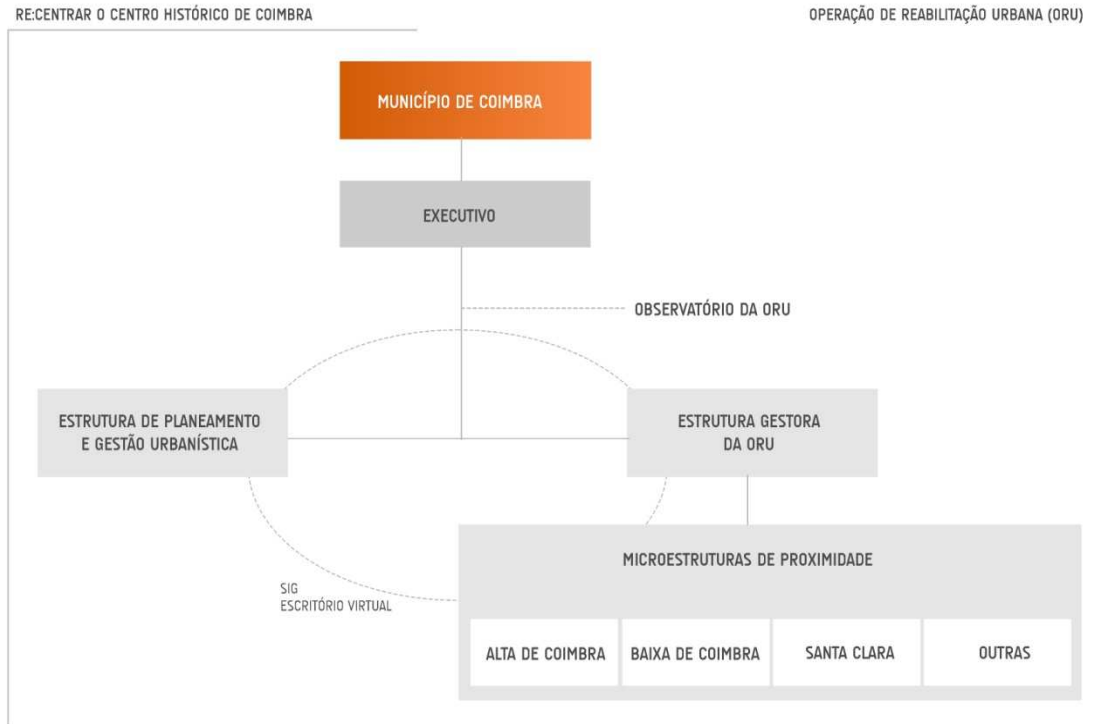 RE:CENTRAR O CENTRO HISTÓRICO DE COIMBRA
OPERAÇÃO DE REABILITAÇÃO URBANA (ORU)
MUNICÍPIO DE COIMBRA
EXECUTIVO
OBSERVATÓRIO DA ORU
ESTRUTURA DE PLANEAMENTO
E GESTÃO URBANÍSTICA
ESTRUTURA GESTORA
DA ORU
MICROESTRUTURAS DE PROXIMIDADE
SIG
ESCRITÓRIO VIRTUAL
ALTA DE COIMBRA
BAIXA DE COIMBRA
SANTA CLARA
OUTRAS